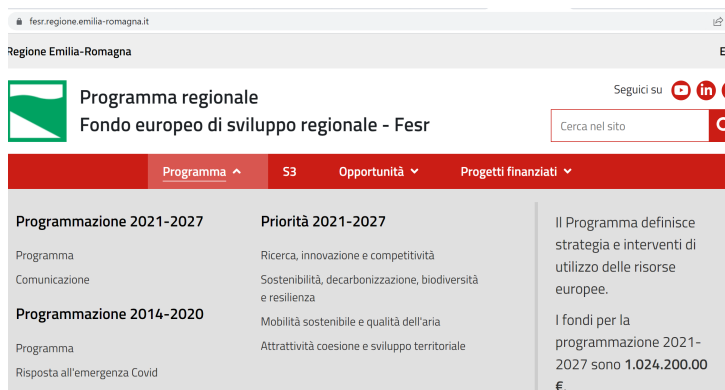 fesr.regione.emilia-romagna.it
Regione Emilia-Romagna
E
Programma regionale
Fondo europeo di sviluppo regionale - Fesr
Seguici su
Cerca nel sito
Programma
S3
Opportunità
Progetti finanziati
Programmazione 2021-2027
Programma
Comunicazione
Programmazione 2014-2020
Programma
Risposta all'emergenza Covid
Priorità 2021-2027
Ricerca, innovazione e competitività
Sostenibilità, decarbonizzazione, biodiversità
e resilienza
Mobilità sostenibile e qualità dell'aria
Attrattività coesione e sviluppo territoriale
Il Programma definisce
strategia e interventi di
utilizzo delle risorse
europee.
I fondi per la
programmazione 2021-
2027 sono 1.024.200.00
€.